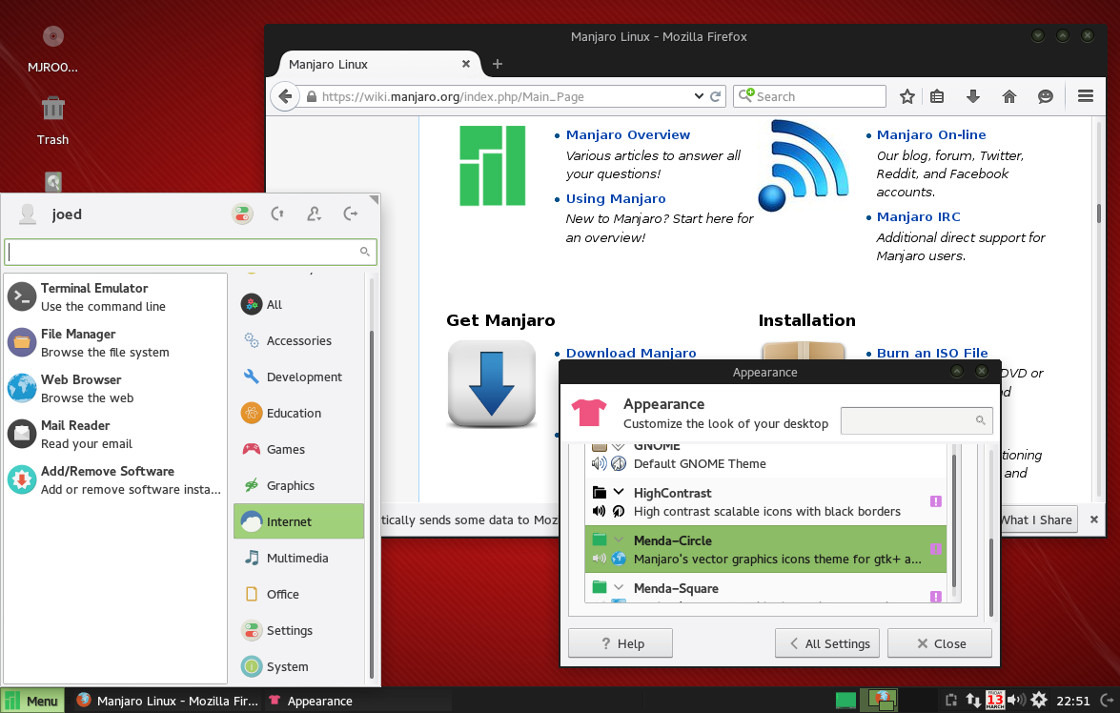 MJRO0...
Trash
Manjaro Linux - Mozilla Firefox
Manjaro Linux
https://wiki.manjaro.org/index.php/Main_Page
Search
Manjaro Overview
Various articles to answer all
your questions!
Using Manjaro
New to Manjaro? Start here for
an overview!
Manjaro On-line
Our blog, forum, Twitter,
Reddit, and Facebook
accounts.
Manjaro IRC
Additional direct support for
Manjaro users.
Get Manjaro
Download Manjaro
Installation
Burn an ISO File
DVD or
tioning
and
tically sends some data to Moz
What I Share
joed
Terminal Emulator
Use the command line
File Manager
Browse the file system
Web Browser
Browse the web
Mail Reader
Read your email
Add/Remove Software
Add or remove software insta...
All
Accessories
Development
Education
Games
Graphics
Internet
Multimedia
Office
Settings
System
Appearance
Appearance
Customize the look of your desktop
GNOME
Default GNOME Theme
HighContrast
High contrast scalable icons with black borders
Menda-Circle
Manjaro's vector graphics icons theme for gtk+ a...
Menda-Square
? Help
All Settings
Close
Menu
Manjaro Linux - Mozilla Fir...
Appearance
FRIDAY
13
MARCH
22:51